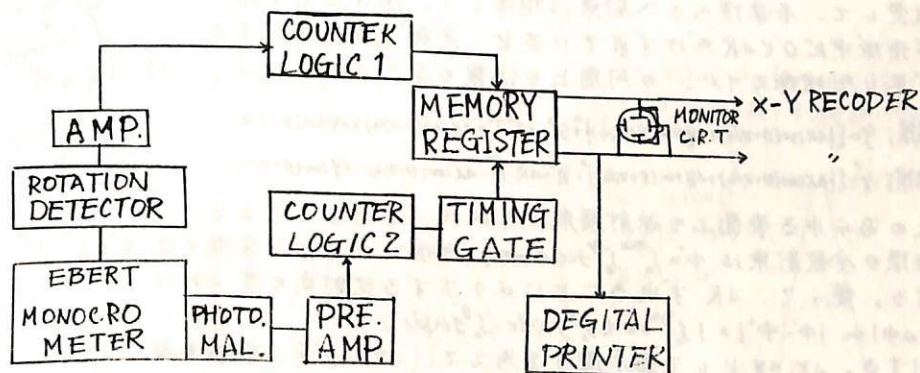 COUNTER
LOGIC 1
AMP.
MEMORY
REGISTER
X-Y RECODER
MONITOR
C.R.T
"
ROTATION
DETECTOR
COUNTER
LOGIC 2
TIMING
GATE
EBERT
MONOCRO
METER
PHOTO.
MAL.
PRE.
AMP.
DEGITAL
PRINTER